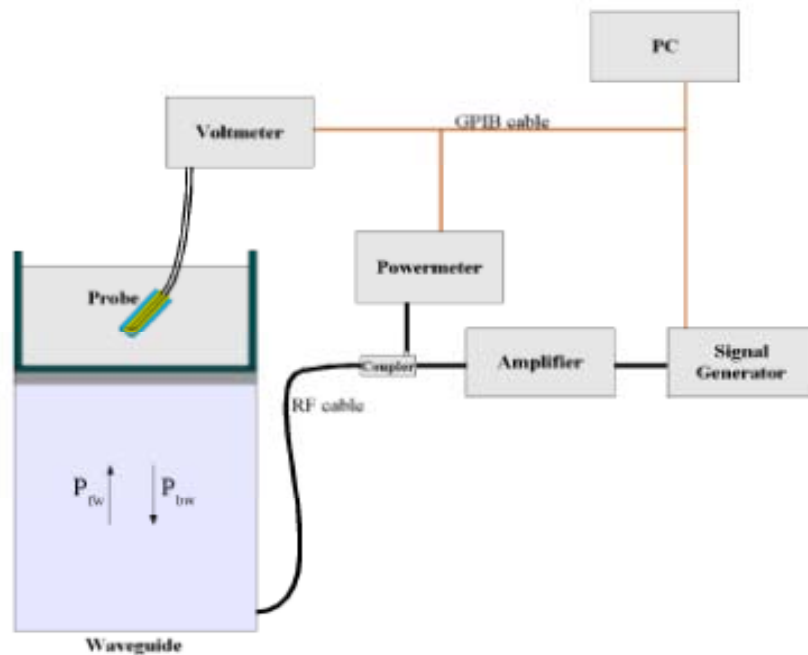 PC
Voltmeter
GPIB cable
Powermeter
Probe
Coupler
Amplifier
Signal
Generator
RF cable
P fw
P bw
Waveguide